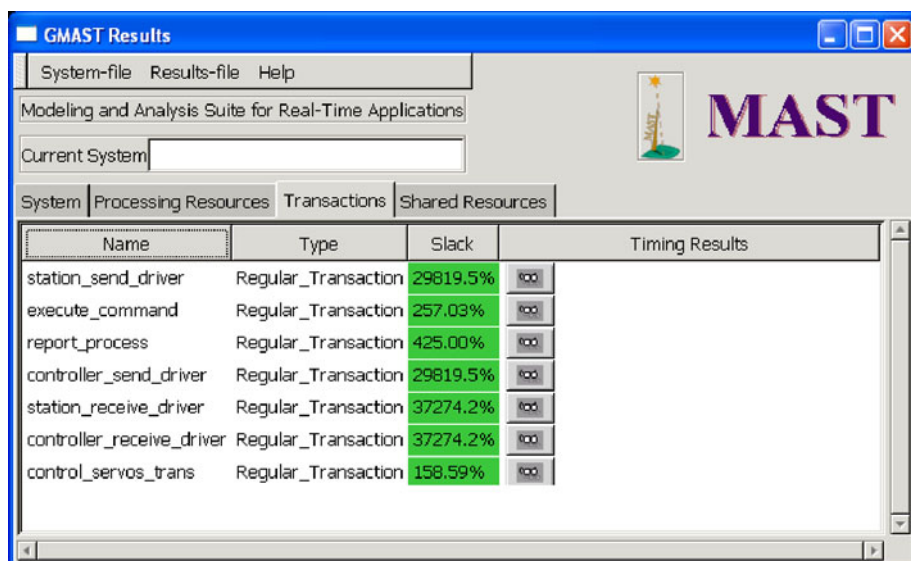 GMAST Results
System-file Results-file Help
Modeling and Analysis Suite for Real-Time Applications
MAST
MAST
Current System
System Processing Resources Transactions Shared Resources
Name Type Slack Timing Results
station_send_driver Regular_Transaction 29819.5%
execute_command Regular_Transaction 257.03%
report_process Regular_Transaction 425.00%
controller_send_driver Regular_Transaction 29819.5%
station_receive_driver Regular_Transaction 37274.2%
controller_receive_driver Regular_Transaction 37274.2%
control_servos_trans Regular_Transaction 158.59%